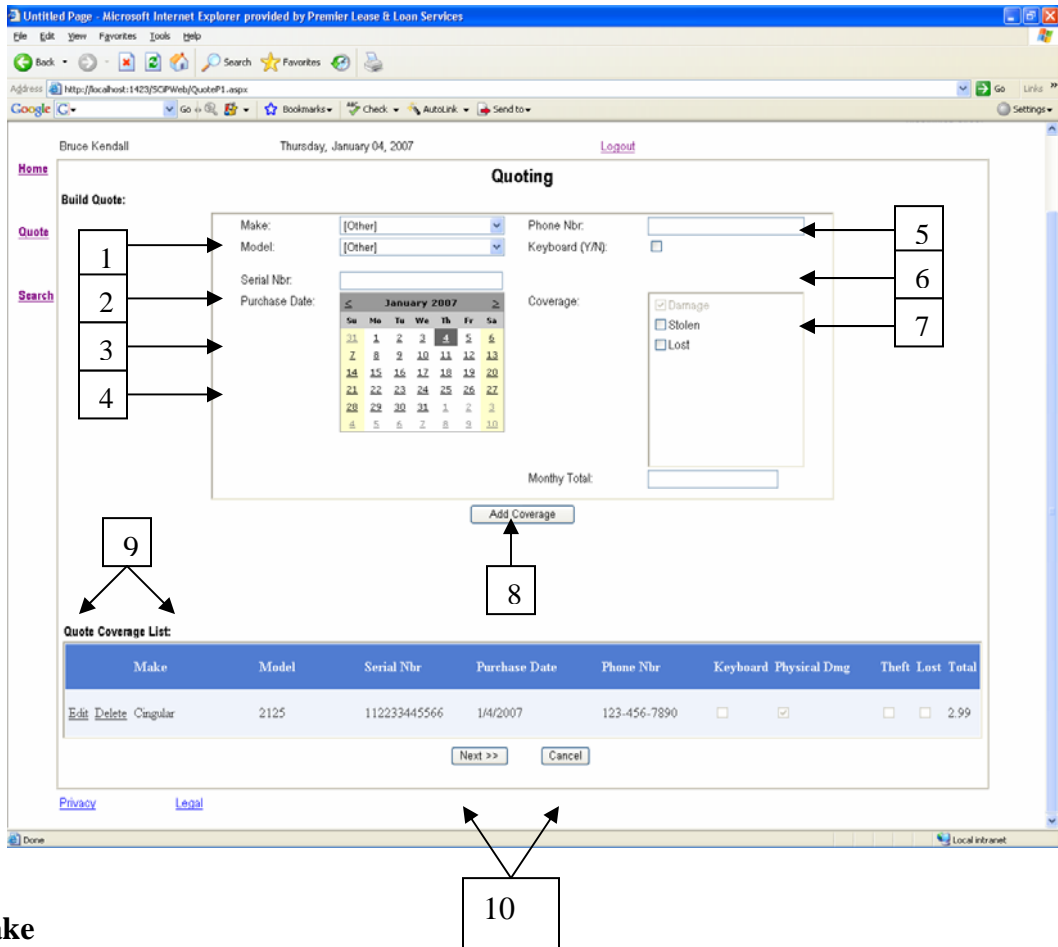 Untitled Page - Microsoft Internet Explorer provided by Premier Lease & Loan Services
File Edit View Favorites Tools Help
Back Search Favorites
Address http://localhost:1423/SCiPWeb/QuoteP1.aspx Go Links »
Google G Go Bookmarks Check AutoLink Send to Settings
Bruce Kendall Thursday, January 04, 2007 Logout
Home
Quoting
Build Quote:
Quote
Search
Make: [Other] Phone Nbr:
Model: [Other] Keyboard (Y/N):
Serial Nbr:
Purchase Date: Coverage:
< January 2007 >
Su Mo Tu We Th Fr Sa
31 1 2 3 4 5 6
7 8 9 10 11 12 13
14 15 16 17 18 19 20
21 22 23 24 25 26 27
28 29 30 31 1 2 3
4 5 6 7 8 9 10
Damage
Stolen
Lost
Monthy Total:
Add Coverage
1
2
3
4
5
6
7
8
9
Quote Coverage List:
Make Model Serial Nbr Purchase Date Phone Nbr Keyboard Physical Dmg Theft Lost Total
Edit Delete Cingular 2125 112233445566 1/4/2007 123-456-7890 2.99
Next >> Cancel
Privacy Legal
Done Local intranet
10
ake